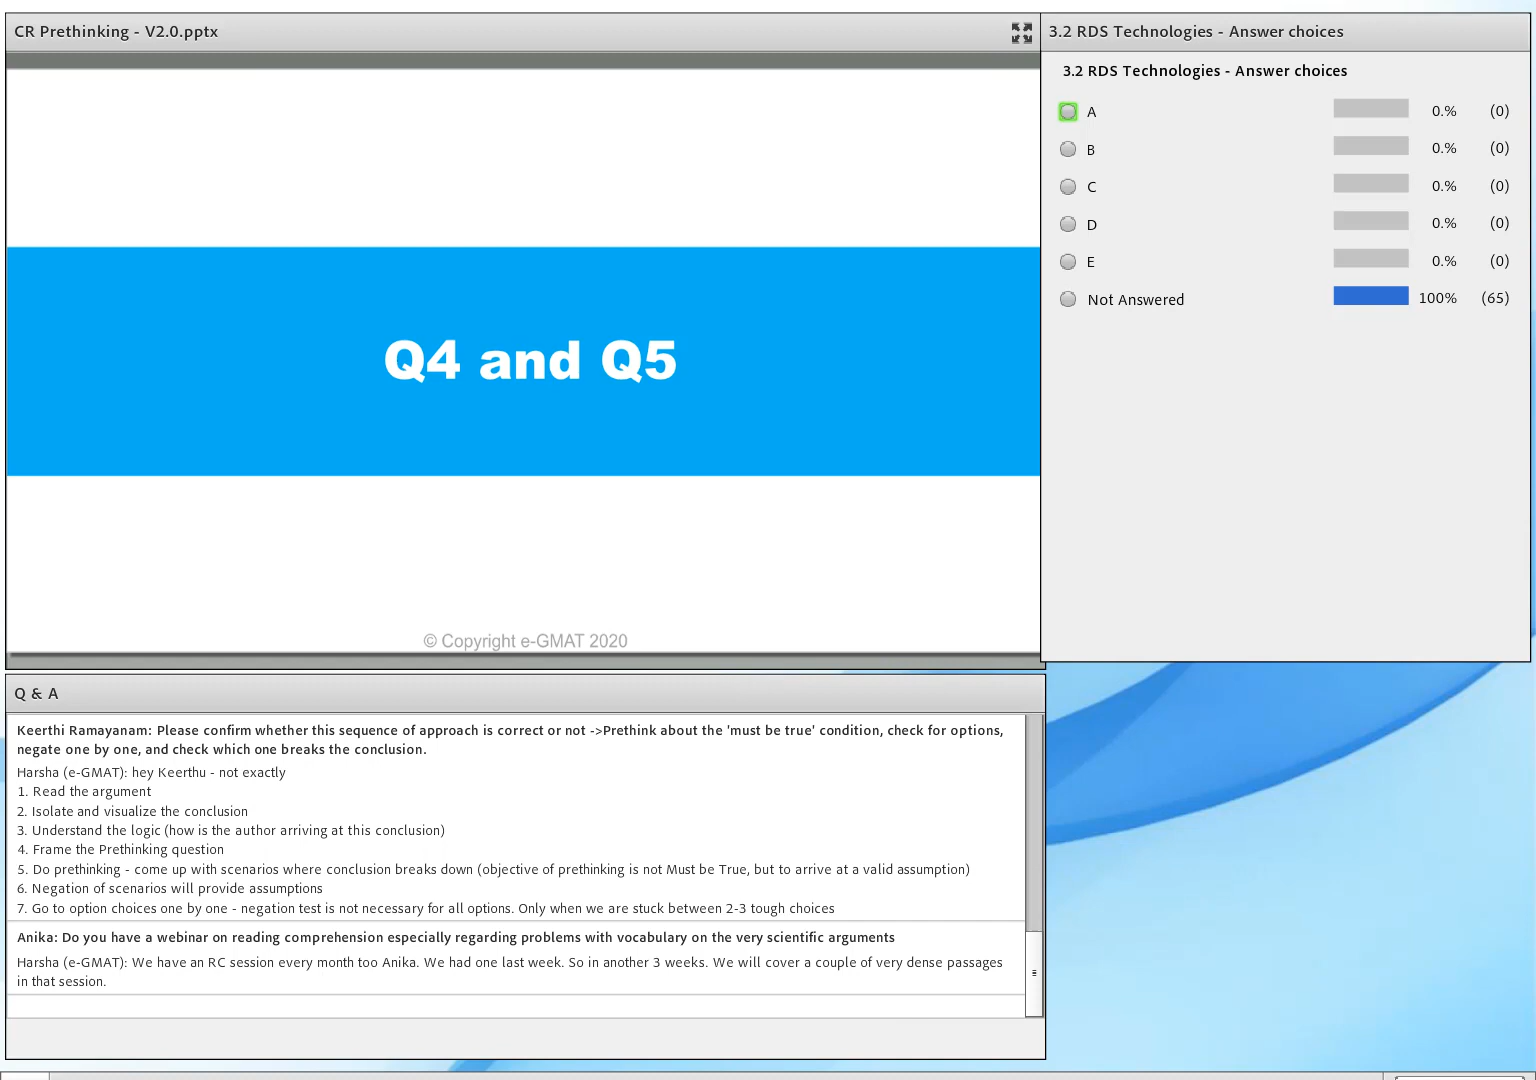 CR Prethinking - V2.0.pptx
Q4 and Q5
© Copyright e-GMAT 2020
3.2 RDS Technologies - Answer choices
3.2 RDS Technologies - Answer choices
A 0.% (0)
B 0.% (0)
C 0.% (0)
D 0.% (0)
E 0.% (0)
Not Answered 100% (65)
Q & A
Keerthi Ramayanam: Please confirm whether this sequence of approach is correct or not ->Prethink about the 'must be true' condition, check for options,
negate one by one, and check which one breaks the conclusion.
Harsha (e-GMAT): hey Keerthu - not exactly
1. Read the argument
2. Isolate and visualize the conclusion
3. Understand the logic (how is the author arriving at this conclusion)
4. Frame the Prethinking question
5. Do prethinking - come up with scenarios where conclusion breaks down (objective of prethinking is not Must be True, but to arrive at a valid assumption)
6. Negation of scenarios will provide assumptions
7. Go to option choices one by one - negation test is not necessary for all options. Only when we are stuck between 2-3 tough choices
Anika: Do you have a webinar on reading comprehension especially regarding problems with vocabulary on the very scientific arguments
Harsha (e-GMAT): We have an RC session every month too Anika. We had one last week. So in another 3 weeks. We will cover a couple of very dense passages
in that session.